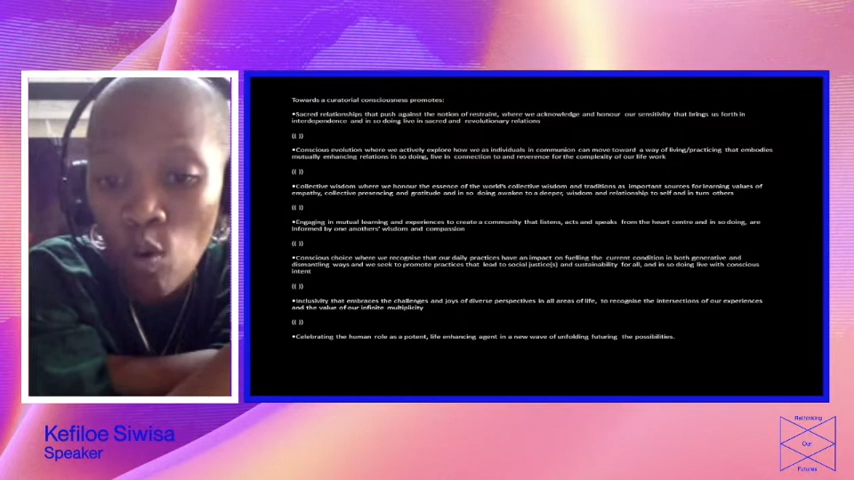 Towards a curatorial consciousness promotes:
•Sacred relationships that push against the notion of restraint, where we acknowledge and honour our sensitivity that brings us forth in
interdependence and in so doing live in sacred and revolutionary relations
(( ))
•Conscious evolution where we actively explore how we as individuals in communion can move toward a way of living/practicing that embodies
mutually enhancing relations in so doing, live in connection to and reverence for the complexity of our life work
(( ))
•Collective wisdom where we honour the essence of the world's collective wisdom and traditions as important sources for learning values of
empathy, collective presencing and gratitude and in so doing awaken to a deeper, wisdom and relationship to self and in turn others
(( ))
•Engaging in mutual learning and experiences to create a community that listens, acts and speaks from the heart centre and in so doing, are
informed by one anothers' wisdom and compassion
(( ))
•Conscious choice where we recognise that our daily practices have an impact on fuelling the current condition in both generative and
dismantling ways and we seek to promote practices that lead to social justice(s) and sustainability for all, and in so doing live with conscious
intent
(( ))
•Inclusivity that embraces the challenges and joys of diverse perspectives in all areas of life, to recognise the intersections of our experiences
and the value of our infinite multiplicity
(( ))
•Celebrating the human role as a potent, life enhancing agent in a new wave of unfolding futuring the possibilities.
Kefiloe Siwisa
Speaker
Rethinking
Our
Futures